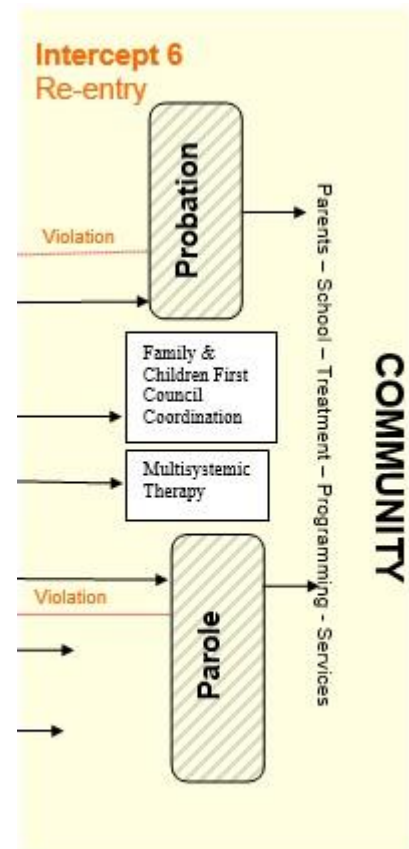 Intercept 6
Re-entry
Probation
Violation
Family &
Children First
Council
Coordination
Multisystemic
Therapy
Violation
Parole
Parents – School – Treatment – Programming - Services
COMMUNITY